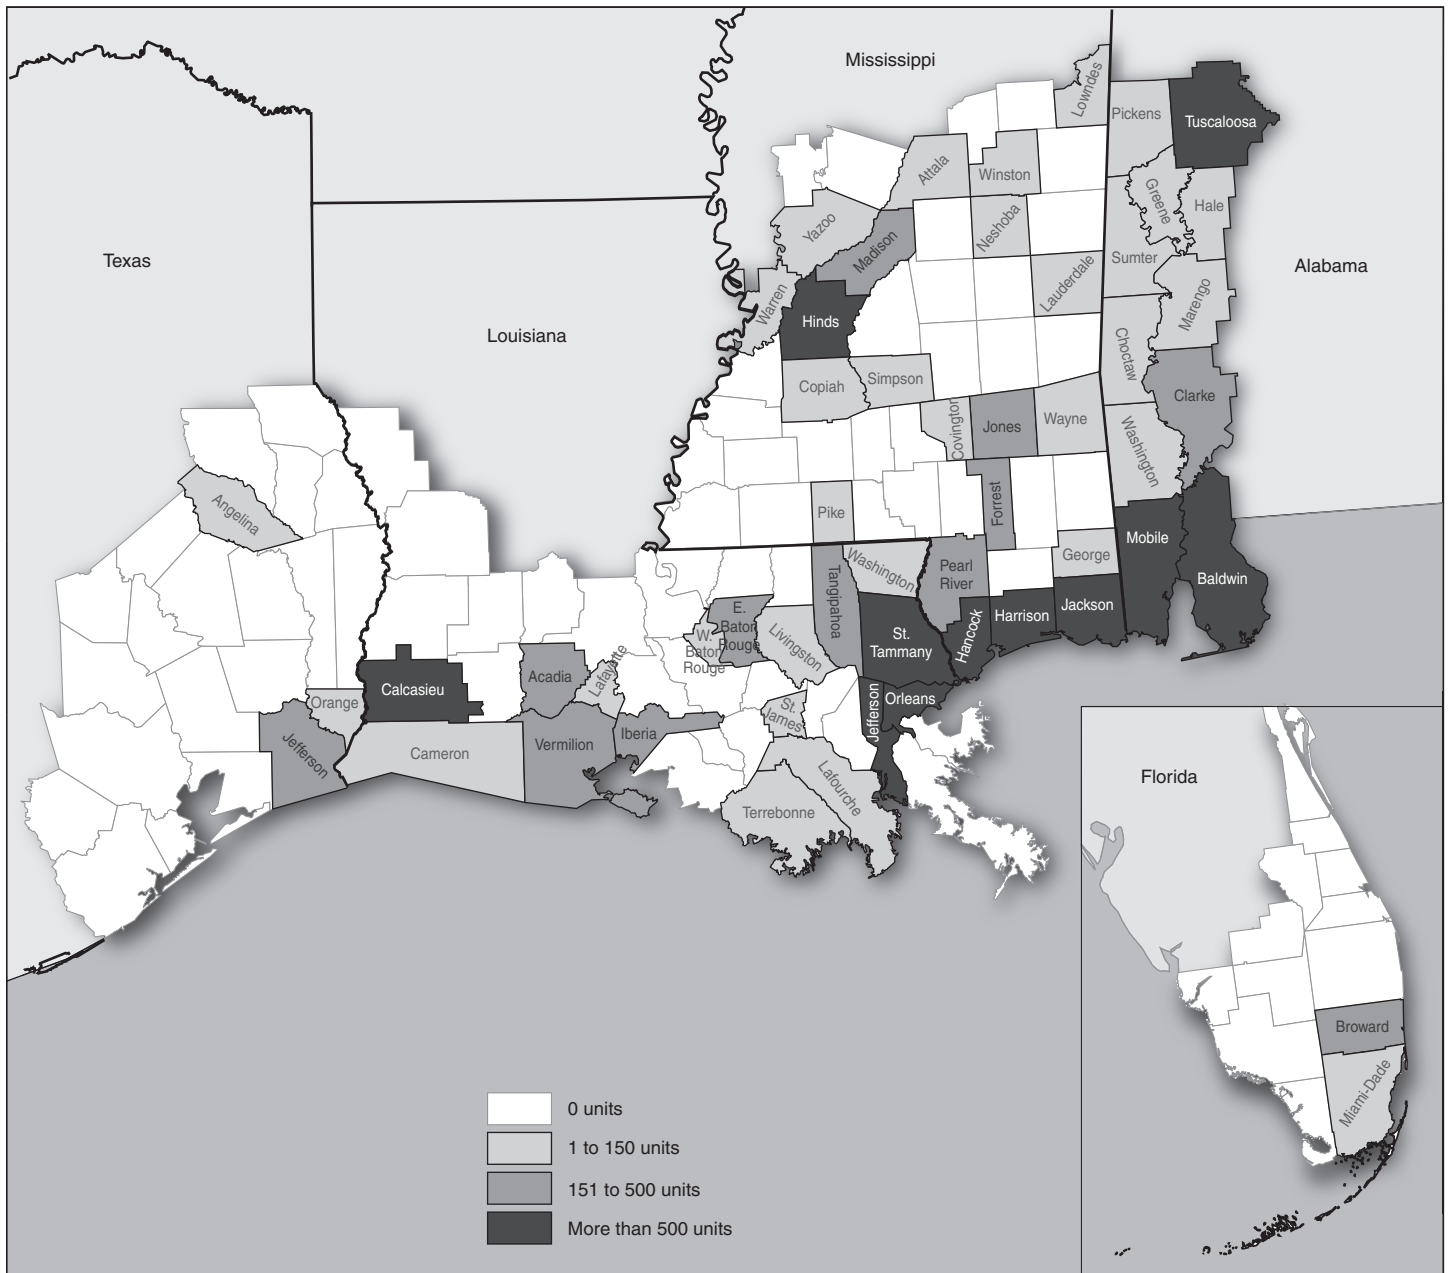 Mississippi
Lowndes
Pickens
Tuscaloosa
Attala
Winston
Greene
Hale
Yazoo
Neshoba
Madison
Texas
Sumter
Alabama
Lauderdale
Marengo
Warren
Hinds
Louisiana
Choctaw
Copiah
Simpson
Clarke
Covington
Jones
Wayne
Washington
Angelina
Pike
Forrest
Mobile
George
Washington
Pearl
River
Baldwin
Tangipahoa
Jackson
Harrison
Hancock
E.
Baton
Rouge
W.
Baton
Rouge
Livingston
St.
Tammany
Acadia
Lafayette
Calcasieu
Orange
Orleans
Jefferson
St.
James
Iberia
Vermilion
Cameron
Jefferson
Lafourche
Terrebonne
Florida
Broward
Miami-Dade
0 units
1 to 150 units
151 to 500 units
More than 500 units